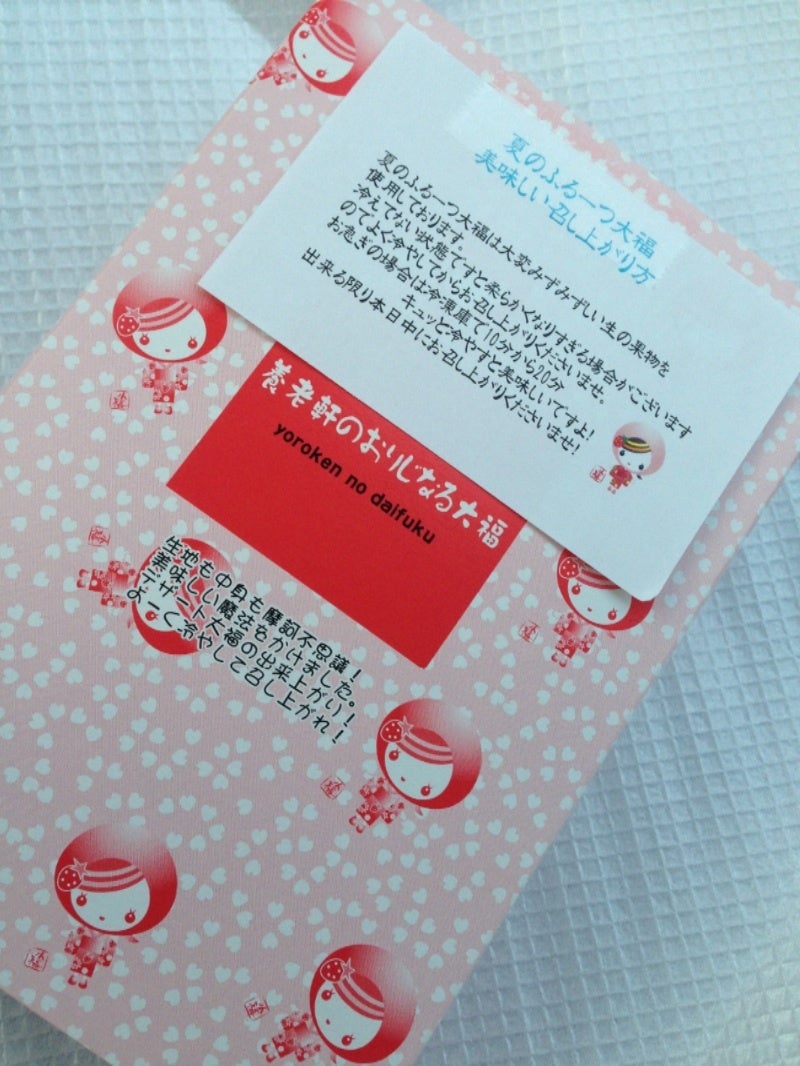 夏のふるーつ大福
美味しい召し上がり方
夏のふるーつ大福は大変みずみずしい生の果物を
使用しております。
冷えてない状態ですと柔らかくなりすぎる場合がございます
のでよく冷やしてからお召し上がりくださいませ。
お急ぎの場合は冷凍庫で10分から20分
キュッと冷やすと美味しいですよ！
出来る限り本日中にお召し上がりくださいませ！
養老軒のおりじなる大福
yoroken no daifuku
生地も中身も摩訶不思議！
美味しい魔法をかけました。
デザート大福の出来上がり！
よーく冷やして召し上がれ！